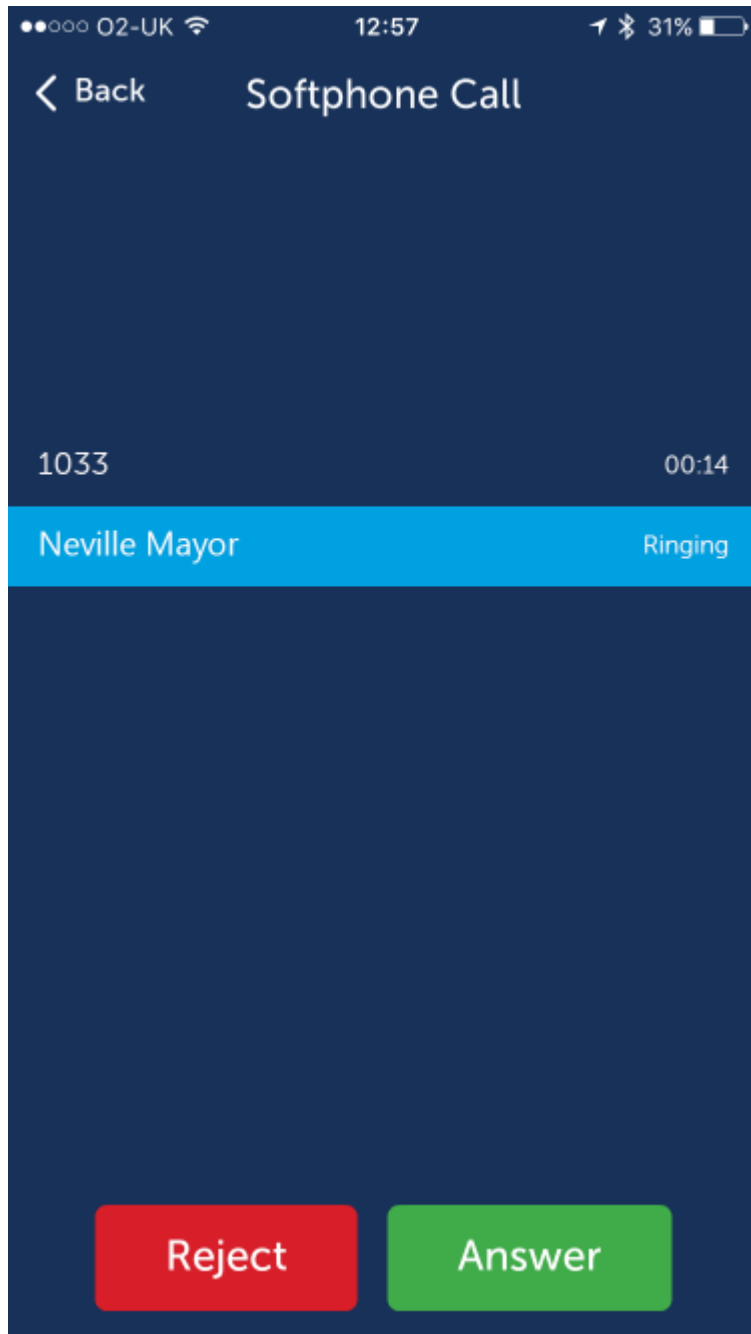 O2-UK 12:57 31%
Back Softphone Call
1033 00:14
Neville Mayor Ringing
Reject Answer